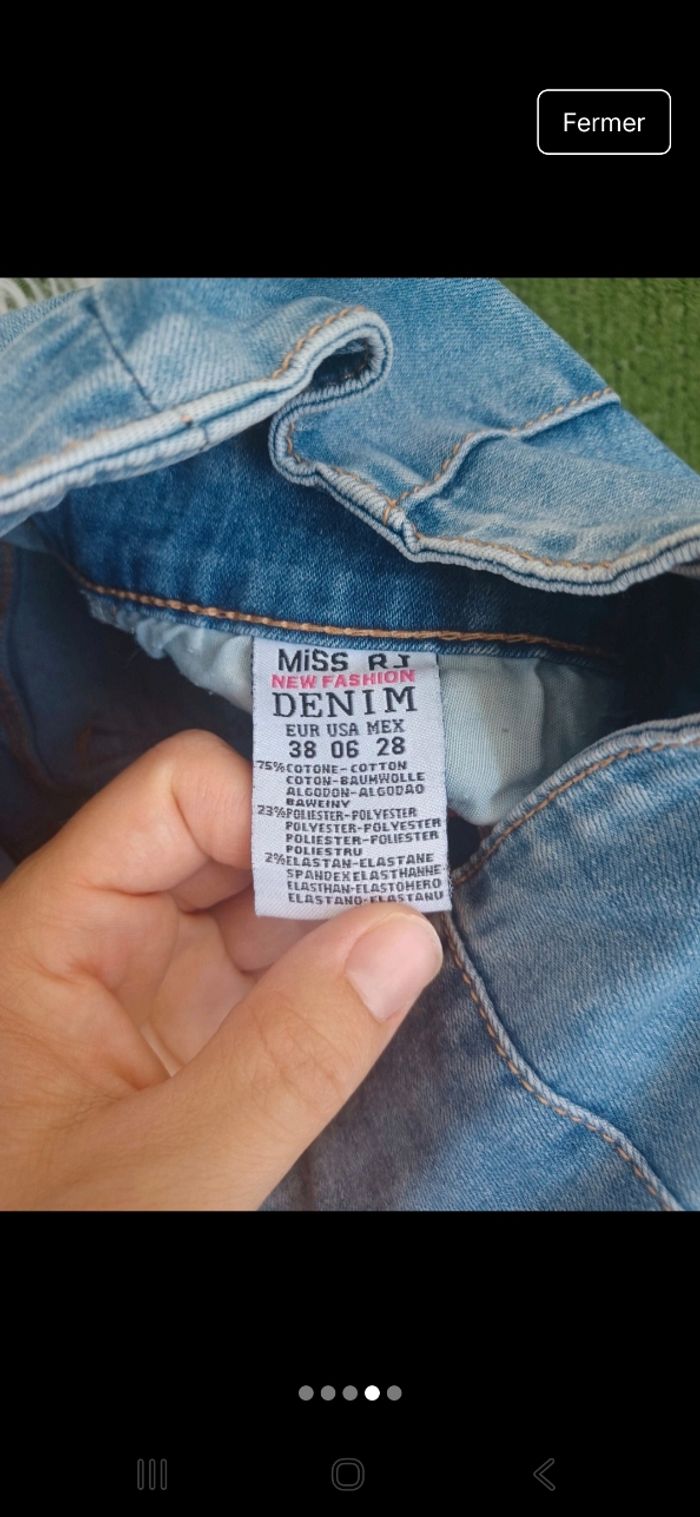 Fermer
MiSS RJ
NEW FASHION
DENIM
EUR USA MEX
38 06 28
75%COTONE-COTTON
COTON-BAUMWOLLE
ALGODON-ALGODAO
BAWEINY
23%POLIESTER-POLYESTER
POLYESTER-POLYESTER
POLIESTER-POLIESTER
POLIESTRU
2%ELASTAN-ELASTANE
SPANDEXELASTHANNE
ELASTHAN-ELASTOMERO
ELASTANO-ELASTANU